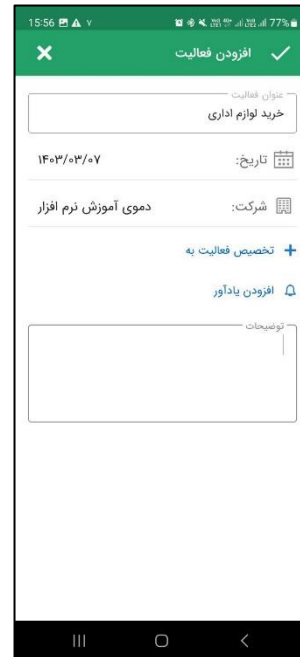 15:56 77%
افزودن فعالیت
عنوان فعالیت
خرید لوازم اداری
تاریخ: ۱۴۰۳/۰۳/۰۷
شرکت: دموی آموزش نرم افزار
+ تخصیص فعالیت به
افزودن یادآور
توضیحات